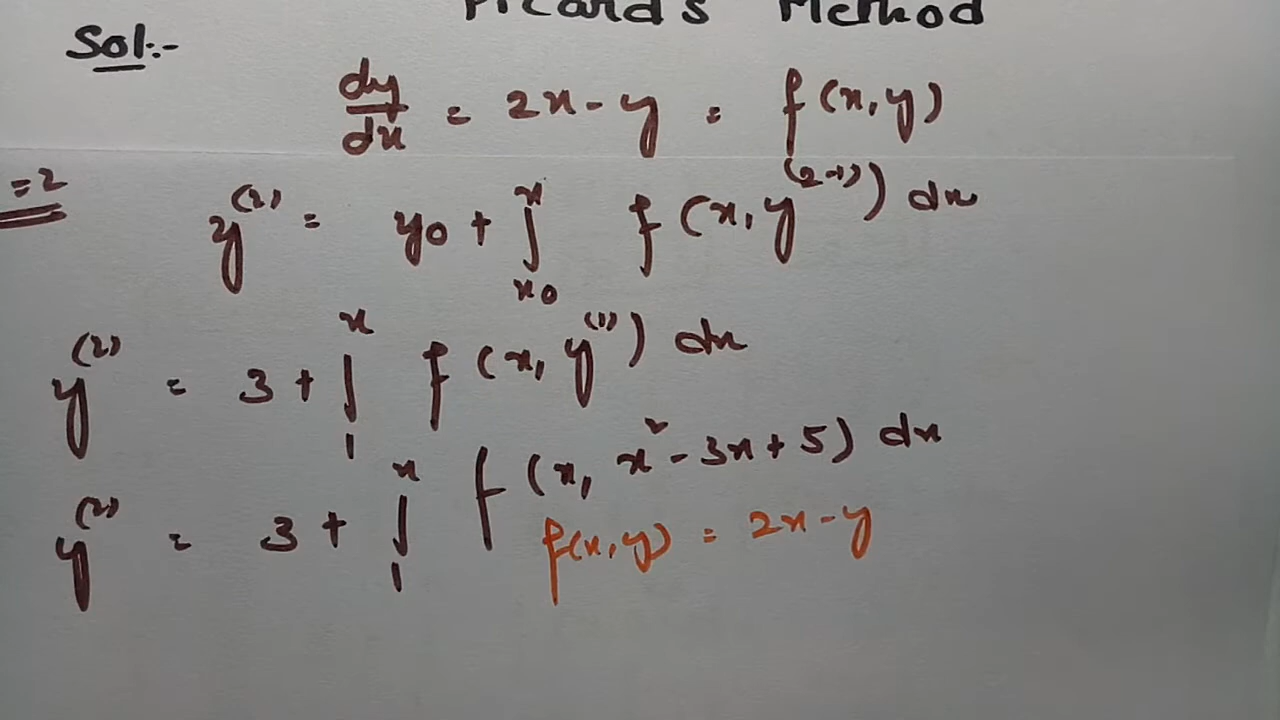 Picard's Method
Sol:-
dy/dx = 2x - y = f(x, y)
=2
y^(2) = y0 + ∫_{x0}^{x} f(x, y^(2-1)) dx
y^(2) = 3 + ∫_{1}^{x} f(x, y^(1)) dx
y^(2) = 3 + ∫_{1}^{x} f(x, x² - 3x + 5) dx
f(x, y) = 2x - y